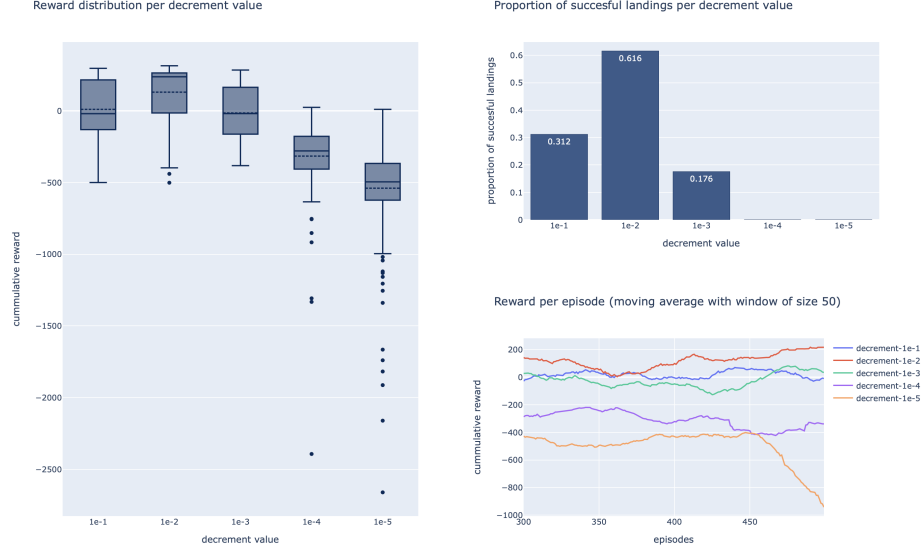 Reward distribution per decrement value
0
−500
−1000
−1500
−2000
−2500
cummulative reward
1e-1 1e-2 1e-3 1e-4 1e-5
decrement value
Proportion of succesful landings per decrement value
0.6
0.5
0.4
0.3
0.2
0.1
0
proportion of succesful landings
0.312
0.616
0.176
1e-1 1e-2 1e-3 1e-4 1e-5
decrement value
Reward per episode (moving average with window of size 50)
200
0
−200
−400
−600
−800
−1000
cummulative reward
300 350 400 450
episodes
decrement-1e-1
decrement-1e-2
decrement-1e-3
decrement-1e-4
decrement-1e-5